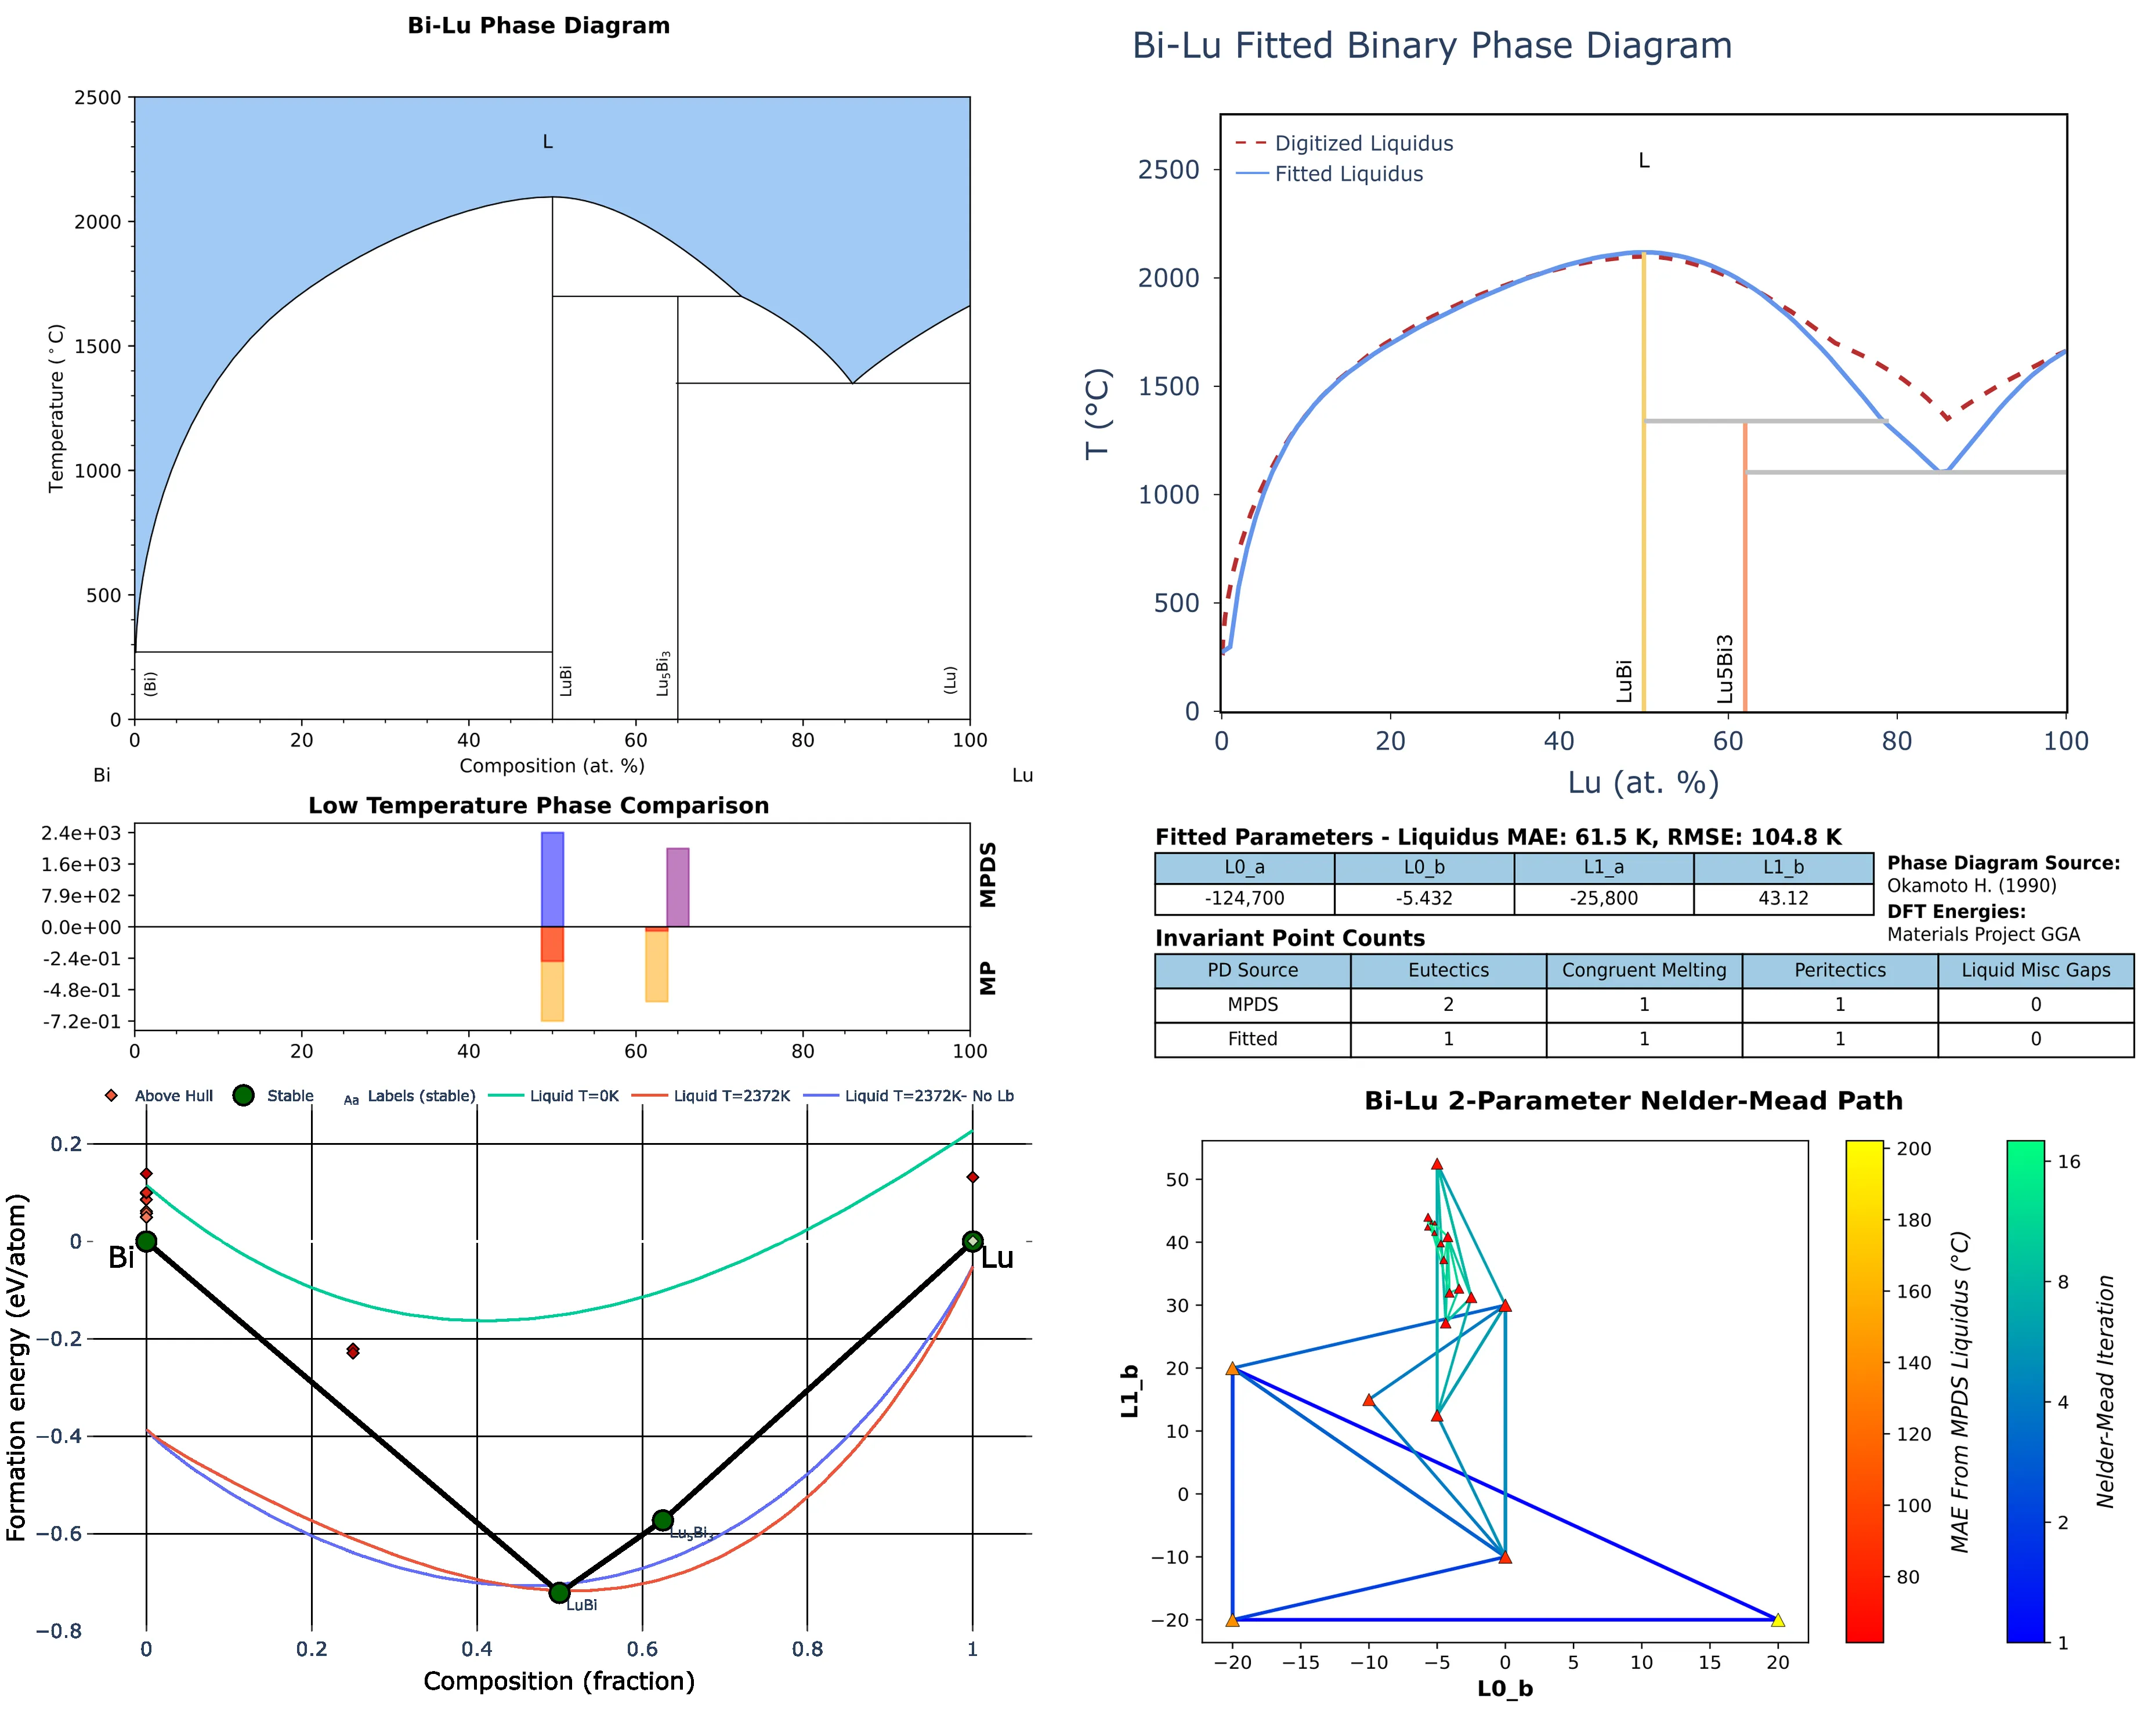 Bi-Lu Phase Diagram
2500
2000
1500
1000
500
0
Temperature (°C)
L
(Bi)
LuBi
Lu5Bi3
(Lu)
0 20 40 60 80 100
Composition (at. %)
Bi
Lu
Bi-Lu Fitted Binary Phase Diagram
Digitized Liquidus
Fitted Liquidus
L
2500
2000
1500
1000
500
0
T (°C)
LuBi
Lu5Bi3
0 20 40 60 80 100
Lu (at. %)
Low Temperature Phase Comparison
2.4e+03
1.6e+03
7.9e+02
0.0e+00
-2.4e-01
-4.8e-01
-7.2e-01
MPDS
MP
0 20 40 60 80 100
Fitted Parameters - Liquidus MAE: 61.5 K, RMSE: 104.8 K
L0_a L0_b L1_a L1_b
-124,700 -5.432 -25,800 43.12
Phase Diagram Source:
Okamoto H. (1990)
DFT Energies:
Materials Project GGA
Invariant Point Counts
PD Source Eutectics Congruent Melting Peritectics Liquid Misc Gaps
MPDS 2 1 1 0
Fitted 1 1 1 0
Above Hull Stable Aa Labels (stable) Liquid T=0K Liquid T=2372K Liquid T=2372K- No Lb
0.2
0
−0.2
−0.4
−0.6
−0.8
Formation energy (eV/atom)
Bi
Lu
Lu5Bi3
LuBi
0 0.2 0.4 0.6 0.8 1
Composition (fraction)
Bi-Lu 2-Parameter Nelder-Mead Path
50
40
30
20
10
0
−10
−20
L1_b
−20 −15 −10 −5 0 5 10 15 20
L0_b
200
180
160
140
120
100
80
MAE From MPDS Liquidus (°C)
16
8
4
2
1
Nelder-Mead Iteration